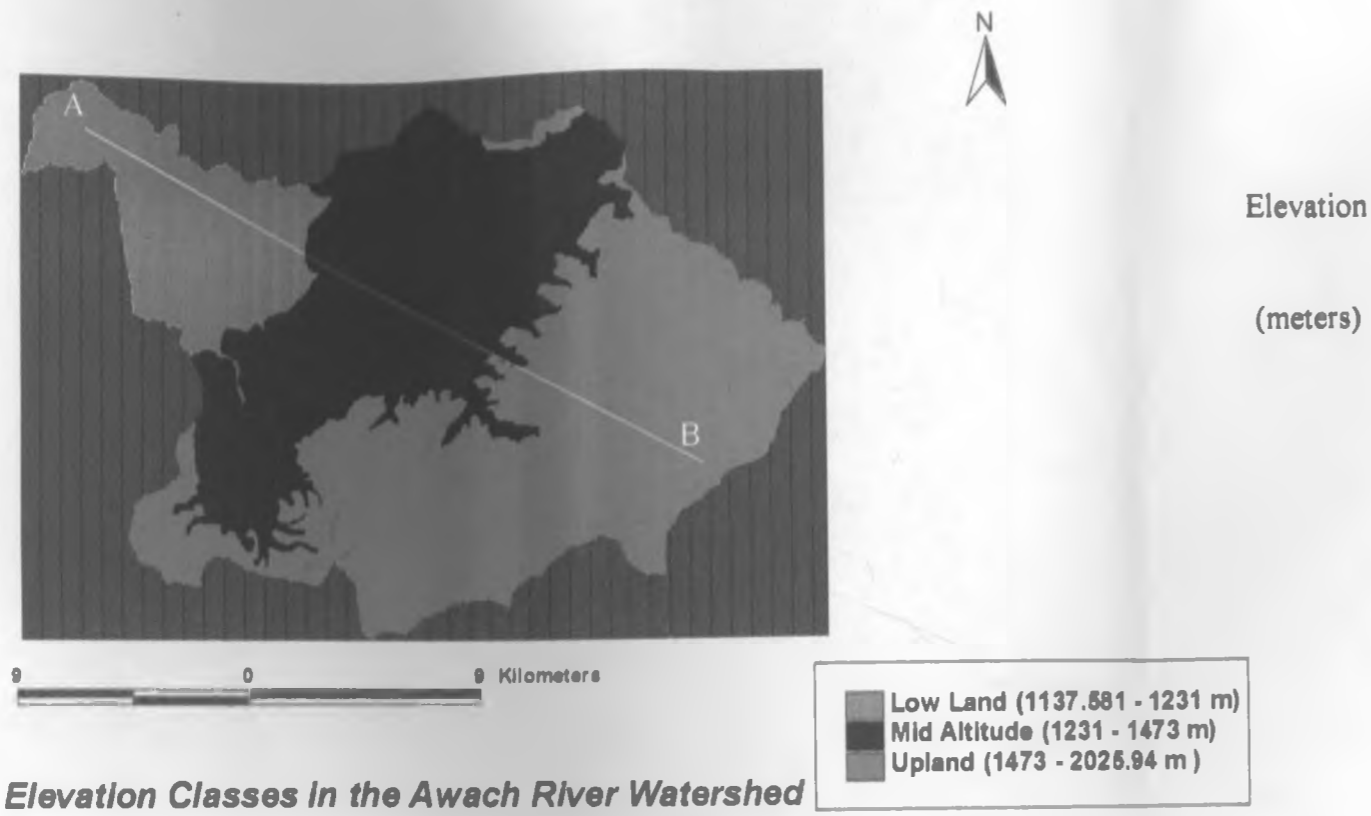 N
A
Elevation
(meters)
B
9 0 9 Kilometers
Low Land (1137.581 - 1231 m)
Mid Altitude (1231 - 1473 m)
Upland (1473 - 2025.94 m )
Elevation Classes in the Awach River Watershed